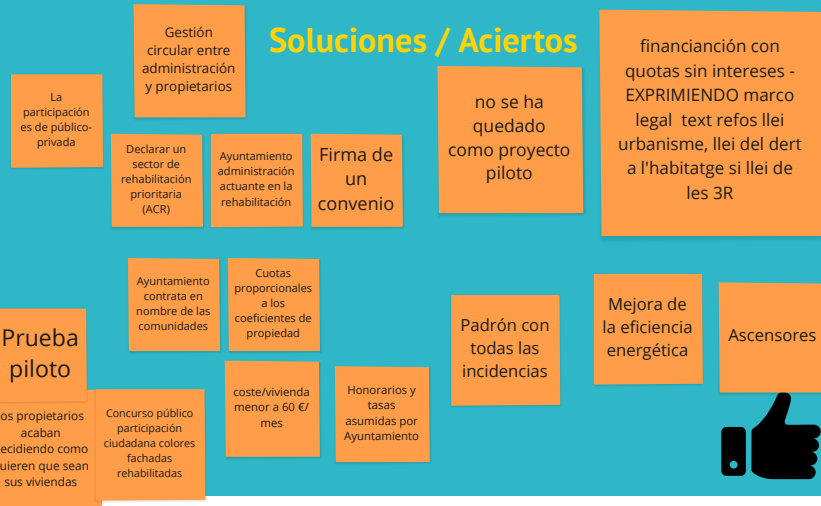 Soluciones / Aciertos
Gestión
circular entre
administración
y propietarios
La
participación
es de público-
privada
Declarar un
sector de
rehabilitación
prioritaria
(ACR)
Ayuntamiento
administración
actuante en la
rehabilitación
Firma de
un
convenio
no se ha
quedado
como proyecto
piloto
financianción con
quotas sin intereses -
EXPRIMIENDO marco
legal text refos llei
urbanisme, llei del dert
a l'habitatge si llei de
les 3R
Ayuntamiento
contrata en
nombre de las
comunidades
Cuotas
proporcionales
a los
coeficientes de
propiedad
Padrón con
todas las
incidencias
Mejora de
la eficiencia
energética
Ascensores
Prueba
piloto
os propietarios
acaban
ecidiendo como
uieren que sean
sus viviendas
Concurso público
participación
ciudadana colores
fachadas
rehabilitadas
coste/vivienda
menor a 60 €/
mes
Honorarios y
tasas
asumidas por
Ayuntamiento